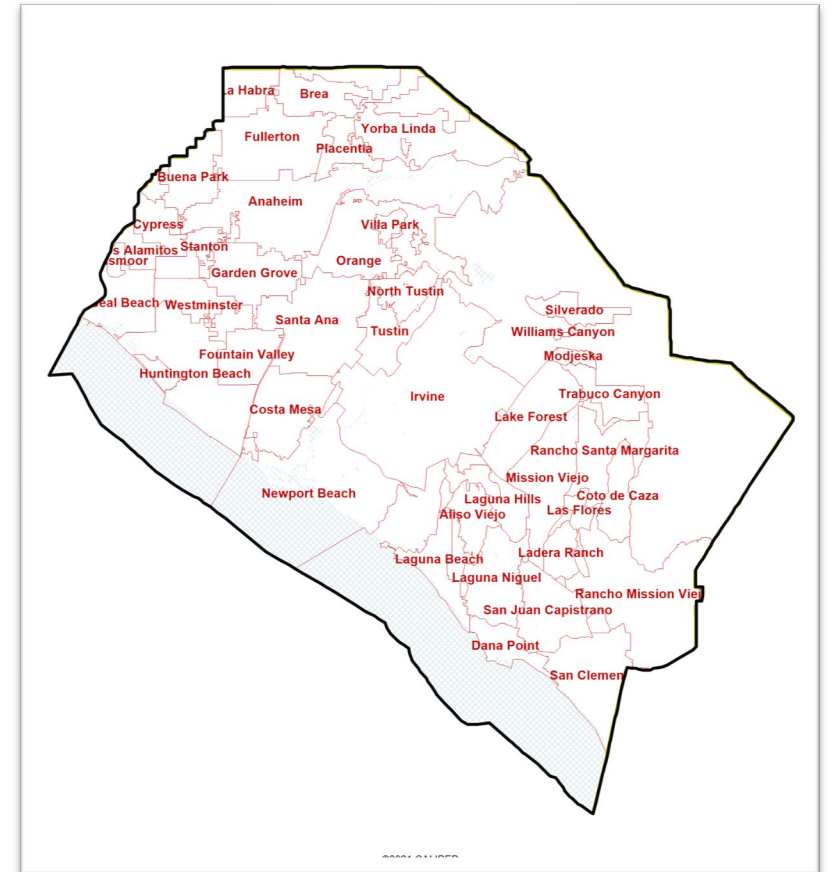 a Habra
Brea
Yorba Linda
Fullerton
Placentia
Buena Park
Anaheim
Cypress
Villa Park
s Alamitos
Stanton
smoor
Orange
Garden Grove
North Tustin
eal Beach
Westminster
Silverado
Santa Ana
Tustin
Williams Canyon
Fountain Valley
Modjeska
Huntington Beach
Trabuco Canyon
Irvine
Costa Mesa
Lake Forest
Rancho Santa Margarita
Mission Viejo
Newport Beach
Laguna Hills
Coto de Caza
Las Flores
Aliso Viejo
Laguna Beach
Ladera Ranch
Laguna Niguel
Rancho Mission Viej
San Juan Capistrano
Dana Point
San Clemen